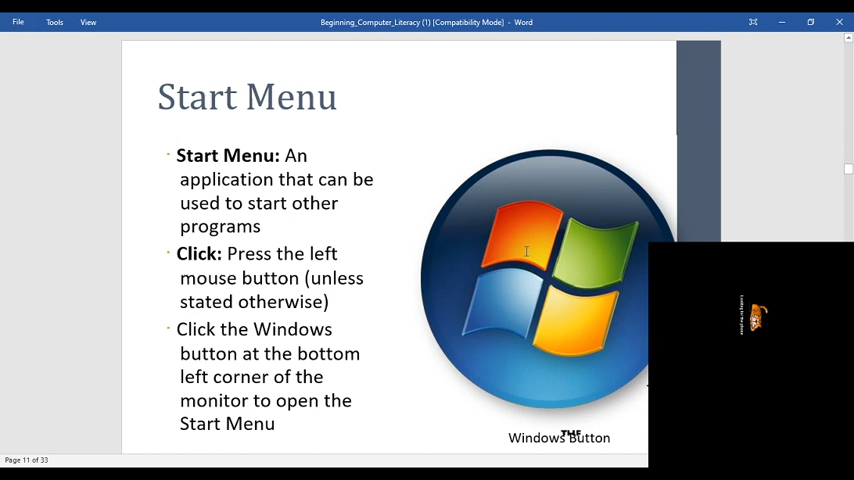 File Tools View Beginning_Computer_Literacy (1) [Compatibility Mode] - Word
Start Menu
Start Menu: An
application that can be
used to start other
programs
Click: Press the left
mouse button (unless
stated otherwise)
Click the Windows
button at the bottom
left corner of the
monitor to open the
Start Menu
THE
Windows Button
Page 11 of 33